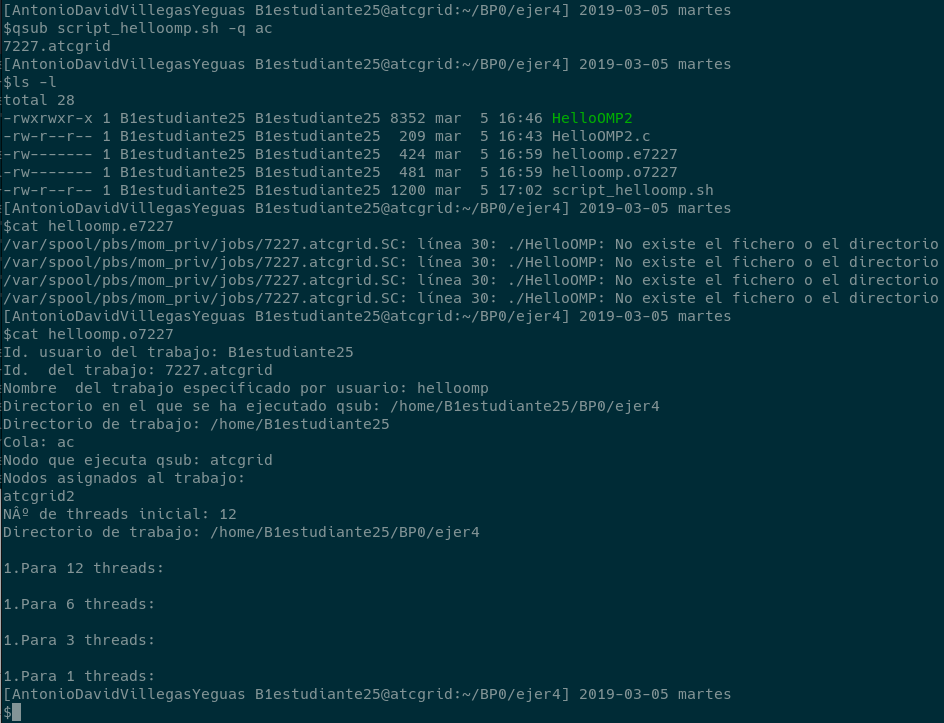 [AntonioDavidVillegasYeguas B1estudiante25@atcgrid:~/BP0/ejer4] 2019-03-05 martes
$qsub script_helloomp.sh -q ac
7227.atcgrid
[AntonioDavidVillegasYeguas B1estudiante25@atcgrid:~/BP0/ejer4] 2019-03-05 martes
$ls -l
total 28
-rwxrwxr-x 1 B1estudiante25 B1estudiante25 8352 mar  5 16:46 HelloOMP2
-rw-r--r-- 1 B1estudiante25 B1estudiante25  209 mar  5 16:43 HelloOMP2.c
-rw------- 1 B1estudiante25 B1estudiante25  424 mar  5 16:59 helloomp.e7227
-rw------- 1 B1estudiante25 B1estudiante25  481 mar  5 16:59 helloomp.o7227
-rw-r--r-- 1 B1estudiante25 B1estudiante25 1200 mar  5 17:02 script_helloomp.sh
[AntonioDavidVillegasYeguas B1estudiante25@atcgrid:~/BP0/ejer4] 2019-03-05 martes
$cat helloomp.e7227
/var/spool/pbs/mom_priv/jobs/7227.atcgrid.SC: línea 30: ./HelloOMP: No existe el fichero o el directorio
/var/spool/pbs/mom_priv/jobs/7227.atcgrid.SC: línea 30: ./HelloOMP: No existe el fichero o el directorio
/var/spool/pbs/mom_priv/jobs/7227.atcgrid.SC: línea 30: ./HelloOMP: No existe el fichero o el directorio
/var/spool/pbs/mom_priv/jobs/7227.atcgrid.SC: línea 30: ./HelloOMP: No existe el fichero o el directorio
[AntonioDavidVillegasYeguas B1estudiante25@atcgrid:~/BP0/ejer4] 2019-03-05 martes
$cat helloomp.o7227
Id. usuario del trabajo: B1estudiante25
Id.  del trabajo: 7227.atcgrid
Nombre  del trabajo especificado por usuario: helloomp
Directorio en el que se ha ejecutado qsub: /home/B1estudiante25/BP0/ejer4
Directorio de trabajo: /home/B1estudiante25
Cola: ac
Nodo que ejecuta qsub: atcgrid
Nodos asignados al trabajo:
atcgrid2
NÂº de threads inicial: 12
Directorio de trabajo: /home/B1estudiante25/BP0/ejer4
1.Para 12 threads:
1.Para 6 threads:
1.Para 3 threads:
1.Para 1 threads:
[AntonioDavidVillegasYeguas B1estudiante25@atcgrid:~/BP0/ejer4] 2019-03-05 martes
$